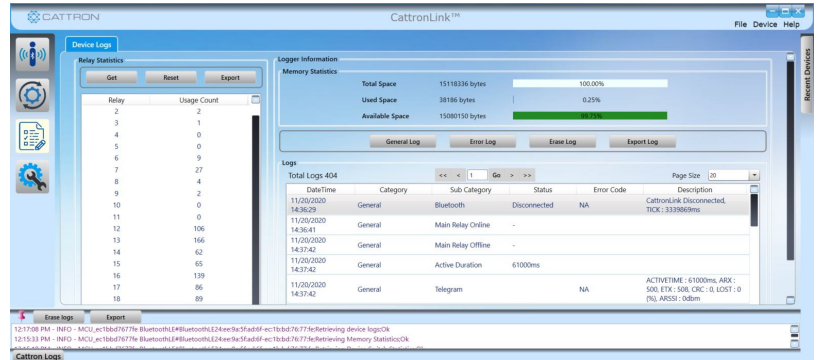 CATTRON
CattronLink™
File Device Help
Recent Devices
Device Logs
Relay Statistics
Get Reset Export
Relay Usage Count
2 2
3 1
4 0
5 0
6 9
7 27
8 4
9 2
10 0
11 0
12 106
13 166
14 62
15 65
16 139
17 86
18 89
Logger Information
Memory Statistics
Total Space 15118336 bytes 100.00%
Used Space 38186 bytes 0.25%
Available Space 15080150 bytes 99.75%
General Log Error Log Erase Log Export Log
Logs
Total Logs 404 << < 1 Go > >> Page Size 20
DateTime Category Sub Category Status Error Code Description
11/20/2020
14:36:29 General Bluetooth Disconnected NA CattronLink Disconnected,
TICK : 3339869ms
11/20/2020
14:36:41 General Main Relay Online -
11/20/2020
14:37:42 General Main Relay Offline -
11/20/2020
14:37:42 General Active Duration 61000ms
11/20/2020
14:37:42 General Telegram NA ACTIVETIME : 61000ms, ARX :
500, ETX : 508, CRC : 0, LOST : 0
(%), ARSSI : 0dbm
Erase logs Export
12:17:08 PM - INFO - MCU_ec1bbd7677fe BluetoothLE#BluetoothLE24:ee:9a:5f:ad:6f-ec:1b:bd:76:77:fe:Retrieving device logs;Ok
12:15:33 PM - INFO - MCU_ec1bbd7677fe BluetoothLE#BluetoothLE24:ee:9a:5f:ad:6f-ec:1b:bd:76:77:fe:Retrieving Memory Statistics;Ok
Cattron Logs